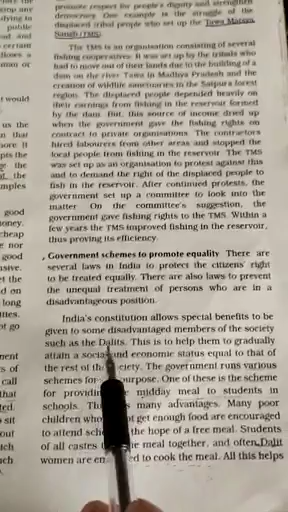 promote respect for people's dignity and strengthen
democracy. One example is the struggle of the
displaced tribal people who set up the Tawa Matsya
Sangh (TMS).
The TMS is an organisation consisting of several
fishing cooperatives. It was set up by the tribals who
had to move out of their lands due to the building of a
dam on the river Tawa in Madhya Pradesh and the
creation of wildlife sanctuaries in the Satpura forest
region. The displaced people depended heavily on
their earnings from fishing in the reservoir formed
by the dam. But, this source of income dried up
when the government gave the fishing rights on
contract to private organisations. The contractors
hired labourers from other areas and stopped the
local people from fishing in the reservoir. The TMS
was set up as an organisation to protest against this
and to demand the right of the displaced people to
fish in the reservoir. After continued protests, the
government set up a committee to look into the
matter. On the committee's suggestion, the
government gave fishing rights to the TMS. Within a
few years the TMS improved fishing in the reservoir,
thus proving its efficiency.
Government schemes to promote equality There are
several laws in India to protect the citizens' right
to be treated equally. There are also laws to prevent
the unequal treatment of persons who are in a
disadvantageous position.
India's constitution allows special benefits to be
given to some disadvantaged members of the society
such as the Dalits. This is to help them to gradually
attain a social and economic status equal to that of
the rest of the society. The government runs various
schemes for purpose. One of these is the scheme
for providing midday meal to students in
schools. many advantages. Many poor
children who get enough food are encouraged
to attend the hope of a free meal. Students
of all castes meal together, and often, Dalit
women are to cook the meal. All this helps